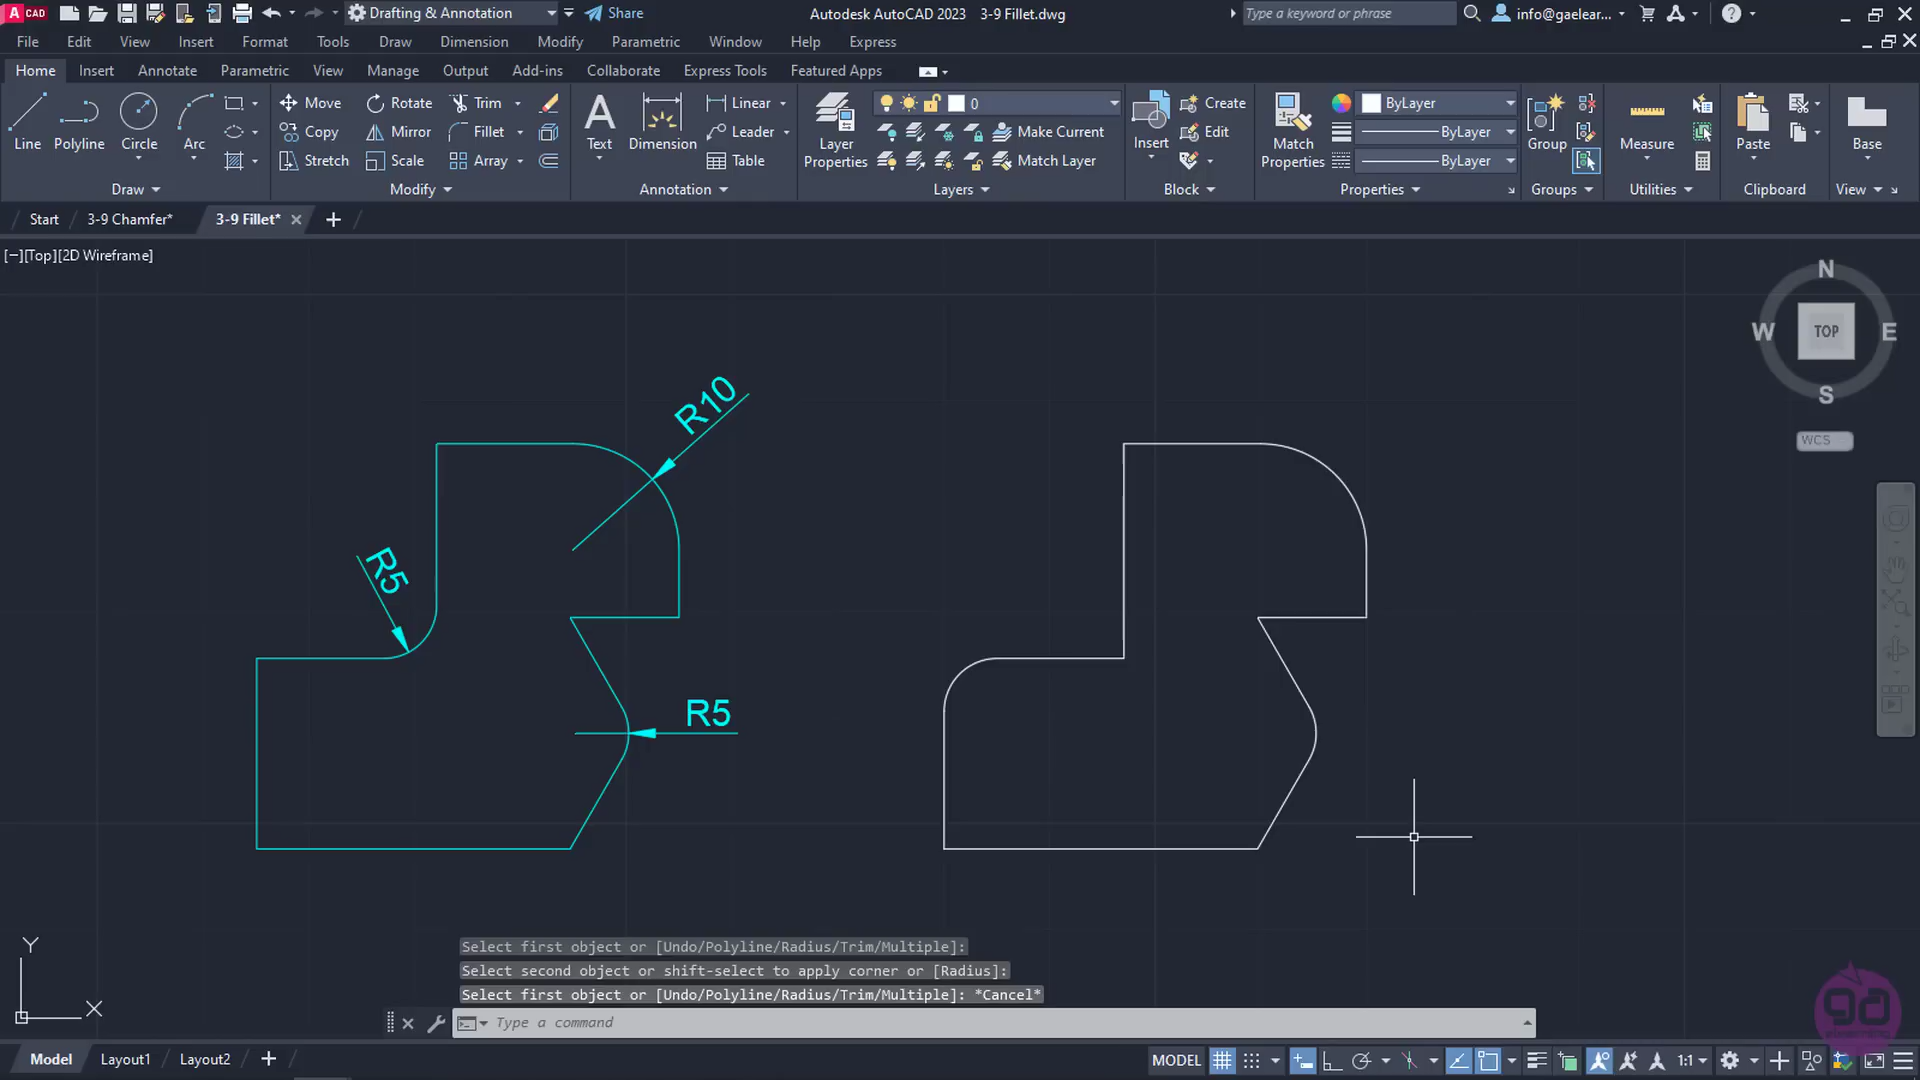 A CAD
Drafting & Annotation
Share
Autodesk AutoCAD 2023 3-9 Fillet.dwg
Type a keyword or phrase
info@gaelear...
File Edit View Insert Format Tools Draw Dimension Modify Parametric Window Help Express
Home Insert Annotate Parametric View Manage Output Add-ins Collaborate Express Tools Featured Apps
Line Polyline Circle Arc
Move Rotate Trim
Copy Mirror Fillet
Stretch Scale Array
Text Dimension
Linear
Leader
Table
Layer Properties
0
Make Current
Match Layer
Insert
Create
Edit
Match Properties
ByLayer
ByLayer
ByLayer
Group
Measure
Paste
Base
Draw Modify Annotation Layers Block Properties Groups Utilities Clipboard View
Start 3-9 Chamfer* 3-9 Fillet*
[−][Top][2D Wireframe]
N
W TOP E
S
WCS
R10
R5
R5
Y
X
Select first object or [Undo/Polyline/Radius/Trim/Multiple]:
Select second object or shift-select to apply corner or [Radius]:
Select first object or [Undo/Polyline/Radius/Trim/Multiple]: *Cancel*
Type a command
Model Layout1 Layout2
MODEL
1:1